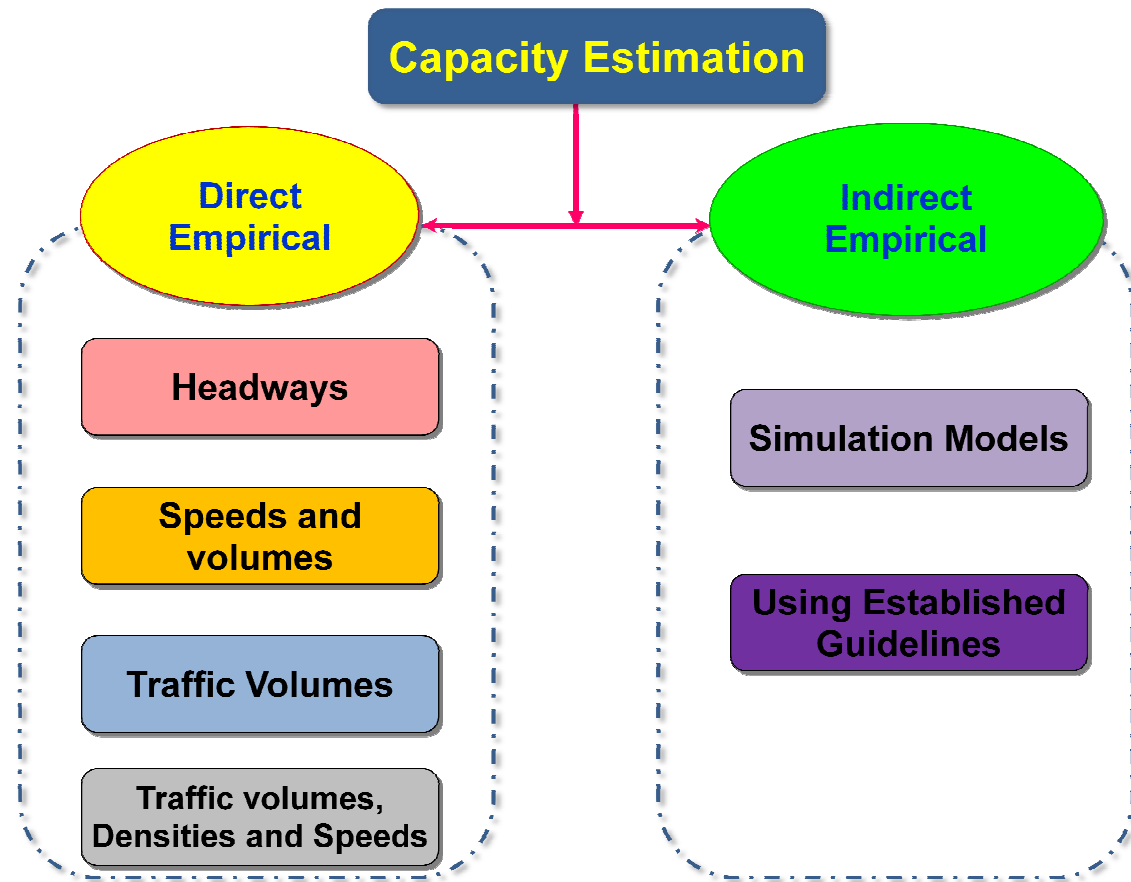 Capacity Estimation
Direct
Empirical
Headways
Speeds and
volumes
Traffic Volumes
Traffic volumes,
Densities and Speeds
Indirect
Empirical
Simulation Models
Using Established
Guidelines